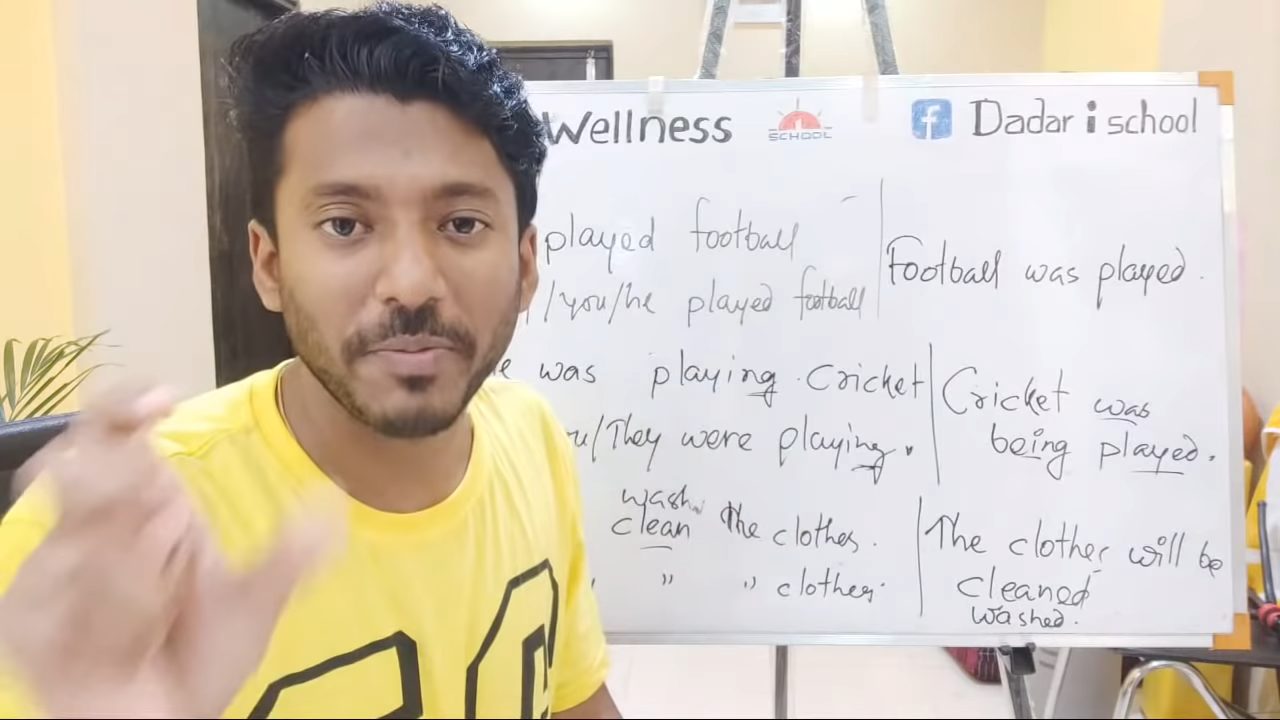 Wellness
SCHOOL
Dadar i school
played football
/you/he played football
Football was played.
was playing cricket
/They were playing.
Cricket was
being played.
wash
clean the clothes.
" " clothes.
The clothes will be
cleaned
washed.